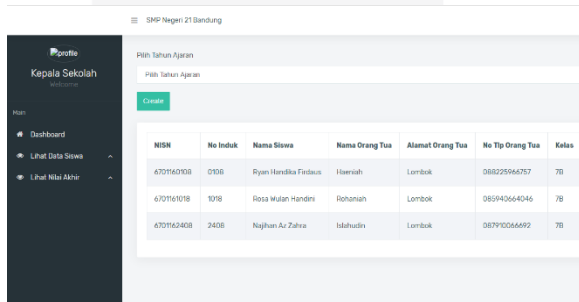 SMP Negeri 21 Bandung
profile
Kepala Sekolah
Welcome
Main
Dashboard
Lihat Data Siswa
Lihat Nilai Akhir
Pilih Tahun Ajaran
Pilih Tahun Ajaran
Create
NISN No Induk Nama Siswa Nama Orang Tua Alamat Orang Tua No Tlp Orang Tua Kelas
6701160108 0108 Ryan Handika Firdaus Haeniah Lombok 088225966757 7B
6701161018 1018 Rosa Wulan Handini Rohaniah Lombok 085940664046 7B
6701162408 2408 Najihan Az Zahra Islahudin Lombok 087910066692 7B